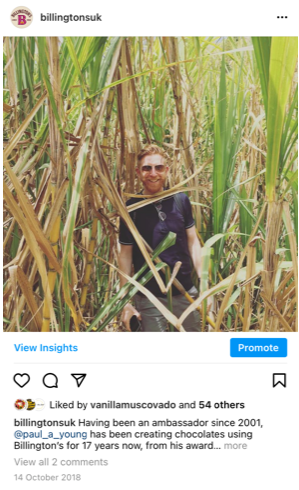 billingtonsuk
View Insights
Promote
Liked by vanillamuscovado and 54 others
billingtonsuk Having been an ambassador since 2001,
@paul_a_young has been creating chocolates using
Billington's for 17 years now, from his award... more
View all 2 comments
14 October 2018